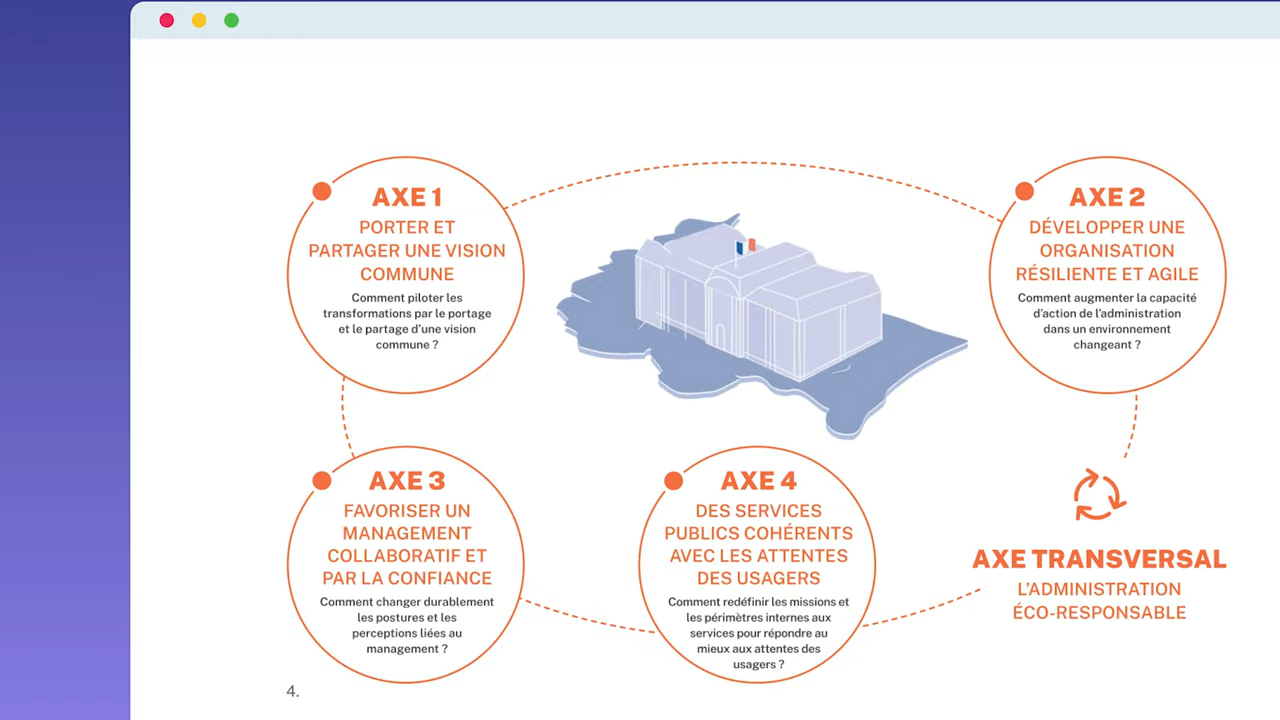 AXE 1
PORTER ET
PARTAGER UNE VISION
COMMUNE
Comment piloter les
transformations par le portage
et le partage d'une vision
commune ?
AXE 2
DÉVELOPPER UNE
ORGANISATION
RÉSILIENTE ET AGILE
Comment augmenter la capacité
d'action de l'administration
dans un environnement
changeant ?
AXE 3
FAVORISER UN
MANAGEMENT
COLLABORATIF ET
PAR LA CONFIANCE
Comment changer durablement
les postures et les
perceptions liées au
management ?
AXE 4
DES SERVICES
PUBLICS COHÉRENTS
AVEC LES ATTENTES
DES USAGERS
Comment redéfinir les missions et
les périmètres internes aux
services pour répondre au
mieux aux attentes des
usagers ?
AXE TRANSVERSAL
L'ADMINISTRATION
ÉCO-RESPONSABLE
4.